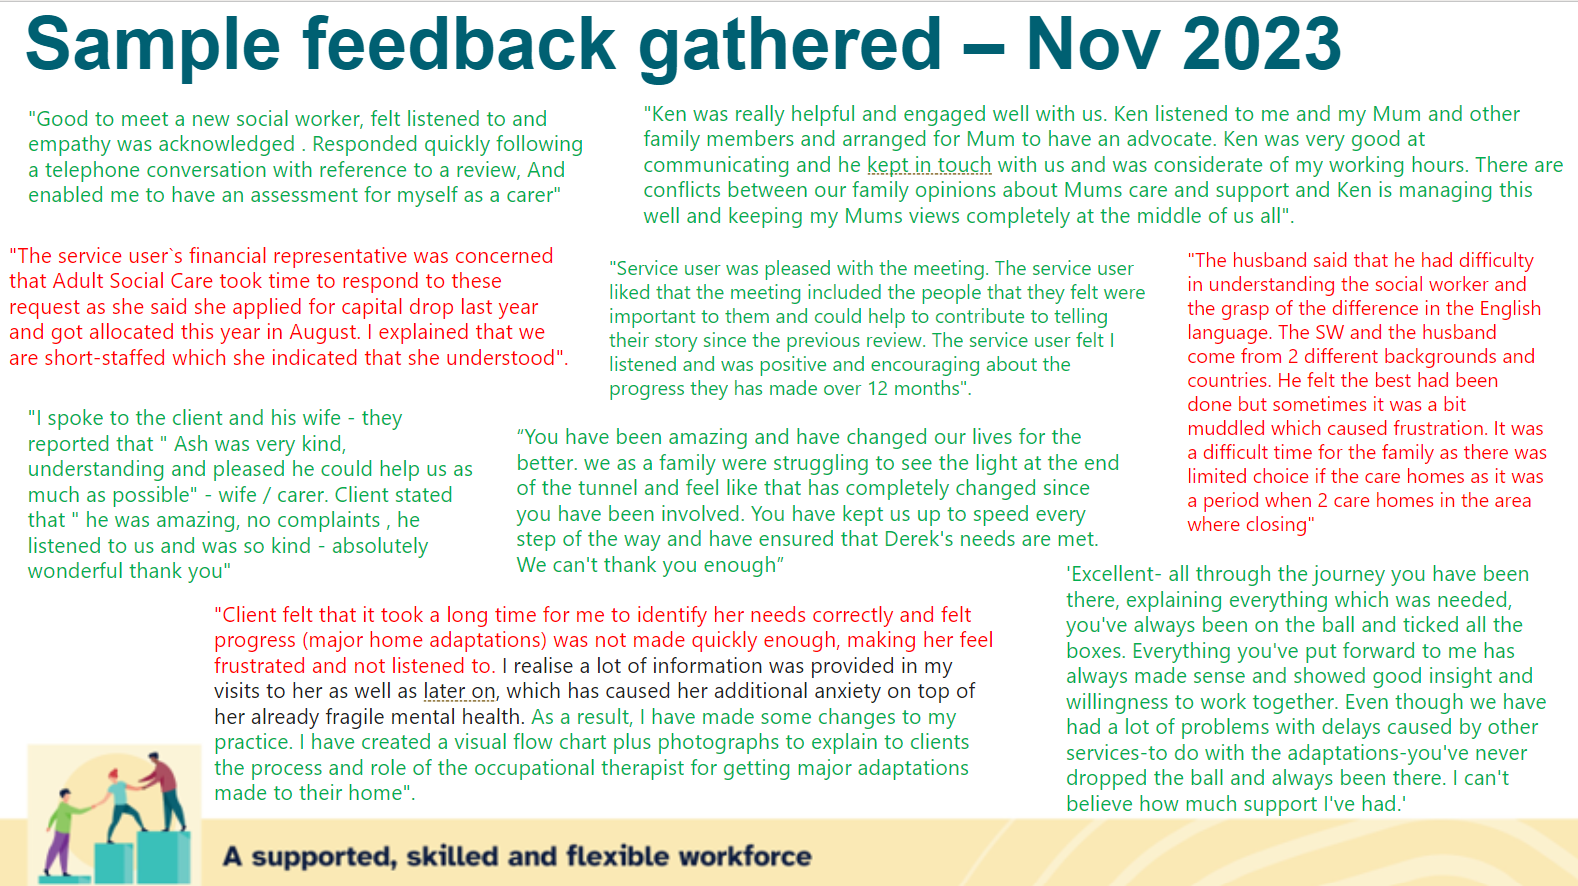 Sample feedback gathered – Nov 2023
"Good to meet a new social worker, felt listened to and
empathy was acknowledged . Responded quickly following
a telephone conversation with reference to a review, And
enabled me to have an assessment for myself as a carer"
"Ken was really helpful and engaged well with us. Ken listened to me and my Mum and other
family members and arranged for Mum to have an advocate. Ken was very good at
communicating and he kept in touch with us and was considerate of my working hours. There are
conflicts between our family opinions about Mums care and support and Ken is managing this
well and keeping my Mums views completely at the middle of us all".
"The service user`s financial representative was concerned
that Adult Social Care took time to respond to these
request as she said she applied for capital drop last year
and got allocated this year in August. I explained that we
are short-staffed which she indicated that she understood".
"Service user was pleased with the meeting. The service user
liked that the meeting included the people that they felt were
important to them and could help to contribute to telling
their story since the previous review. The service user felt I
listened and was positive and encouraging about the
progress they has made over 12 months".
"The husband said that he had difficulty
in understanding the social worker and
the grasp of the difference in the English
language. The SW and the husband
come from 2 different backgrounds and
countries. He felt the best had been
done but sometimes it was a bit
muddled which caused frustration. It was
a difficult time for the family as there was
limited choice if the care homes as it was
a period when 2 care homes in the area
where closing"
"I spoke to the client and his wife - they
reported that " Ash was very kind,
understanding and pleased he could help us as
much as possible" - wife / carer. Client stated
that " he was amazing, no complaints , he
listened to us and was so kind - absolutely
wonderful thank you"
“You have been amazing and have changed our lives for the
better. we as a family were struggling to see the light at the end
of the tunnel and feel like that has completely changed since
you have been involved. You have kept us up to speed every
step of the way and have ensured that Derek's needs are met.
We can't thank you enough”
"Client felt that it took a long time for me to identify her needs correctly and felt
progress (major home adaptations) was not made quickly enough, making her feel
frustrated and not listened to. I realise a lot of information was provided in my
visits to her as well as later on, which has caused her additional anxiety on top of
her already fragile mental health. As a result, I have made some changes to my
practice. I have created a visual flow chart plus photographs to explain to clients
the process and role of the occupational therapist for getting major adaptations
made to their home".
'Excellent- all through the journey you have been
there, explaining everything which was needed,
you've always been on the ball and ticked all the
boxes. Everything you've put forward to me has
always made sense and showed good insight and
willingness to work together. Even though we have
had a lot of problems with delays caused by other
services-to do with the adaptations-you've never
dropped the ball and always been there. I can't
believe how much support I've had.'
A supported, skilled and flexible workforce